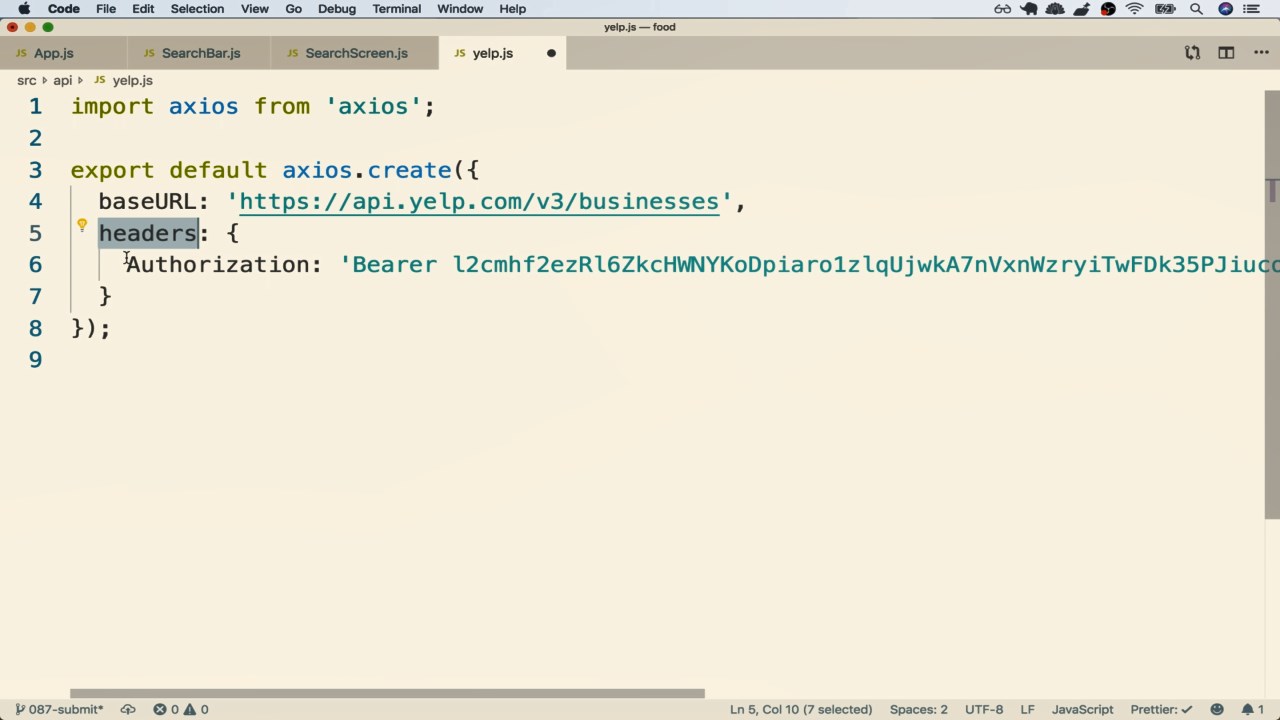 Code File Edit Selection View Go Debug Terminal Window Help
yelp.js — food
JS App.js JS SearchBar.js JS SearchScreen.js JS yelp.js
src api JS yelp.js
1 import axios from 'axios';
2
3 export default axios.create({
4 baseURL: 'https://api.yelp.com/v3/businesses',
5 headers: {
6 Authorization: 'Bearer l2cmhf2ezRl6ZkcHWNYKoDpiaro1zlqUjwkA7nVxnWzryiTwFDk35PJiuco
7 }
8 });
9
087-submit* 0 0 Ln 5, Col 10 (7 selected) Spaces: 2 UTF-8 LF JavaScript Prettier: ✓ 1